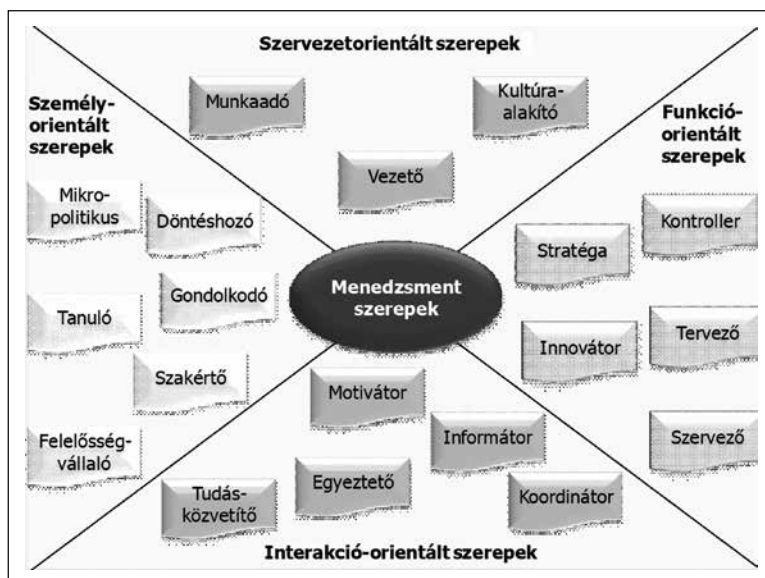 Szervezetorientált szerepek
Munkaadó
Kultúra-
alakító
Vezető
Személy-
orientált
szerepek
Mikro-
politikus
Döntéshozó
Gondolkodó
Tanuló
Szakértő
Felelősség-
vállaló
Menedzsment
szerepek
Funkció-
orientált
szerepek
Kontroller
Stratéga
Innovátor
Tervező
Szervező
Motivátor
Informátor
Egyeztető
Tudás-
közvetítő
Koordinátor
Interakció-orientált szerepek